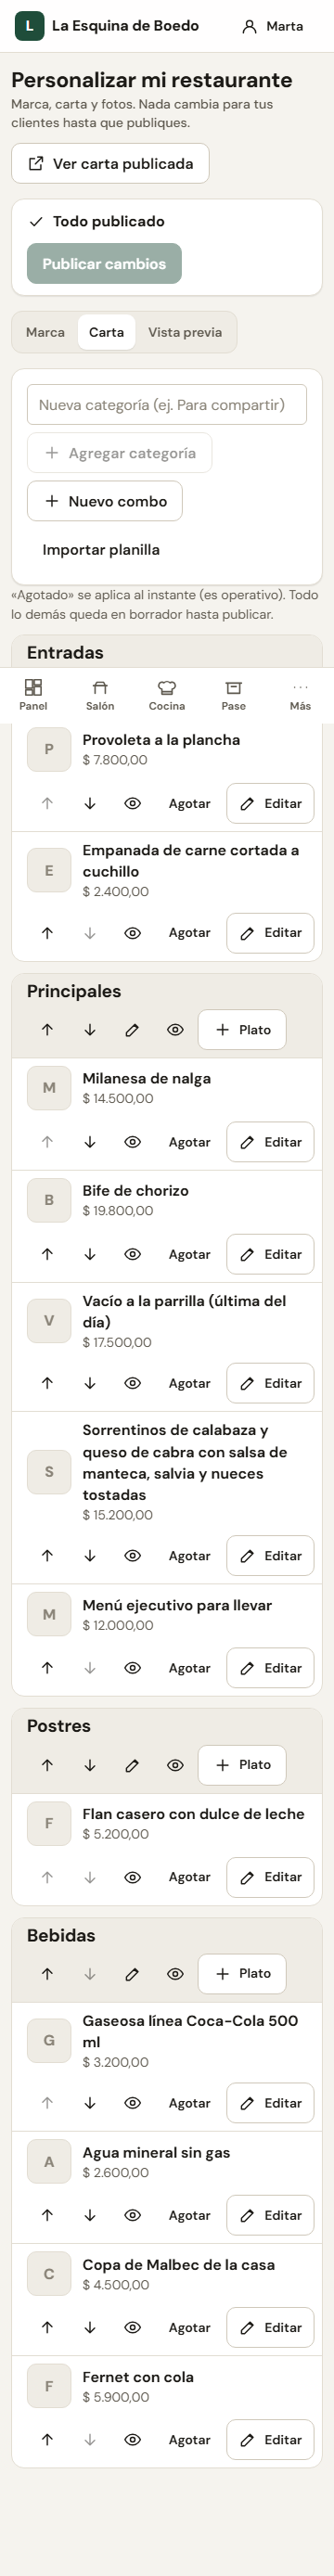 L La Esquina de Boedo Marta
Personalizar mi restaurante
Marca, carta y fotos. Nada cambia para tus
clientes hasta que publiques.
Ver carta publicada
Todo publicado
Publicar cambios
Marca Carta Vista previa
Nueva categoría (ej. Para compartir)
Agregar categoría
Nuevo combo
Importar planilla
«Agotado» se aplica al instante (es operativo). Todo
lo demás queda en borrador hasta publicar.
Entradas
Panel Salón Cocina Pase Más
P Provoleta a la plancha
$ 7.800,00
Agotar Editar
Empanada de carne cortada a
E cuchillo
$ 2.400,00
Agotar Editar
Principales
Plato
M Milanesa de nalga
$ 14.500,00
Agotar Editar
B Bife de chorizo
$ 19.800,00
Agotar Editar
Vacío a la parrilla (última del
V día)
$ 17.500,00
Agotar Editar
Sorrentinos de calabaza y
queso de cabra con salsa de
S manteca, salvia y nueces
tostadas
$ 15.200,00
Agotar Editar
M Menú ejecutivo para llevar
$ 12.000,00
Agotar Editar
Postres
Plato
F Flan casero con dulce de leche
$ 5.200,00
Agotar Editar
Bebidas
Plato
Gaseosa línea Coca-Cola 500
G ml
$ 3.200,00
Agotar Editar
A Agua mineral sin gas
$ 2.600,00
Agotar Editar
C Copa de Malbec de la casa
$ 4.500,00
Agotar Editar
F Fernet con cola
$ 5.900,00
Agotar Editar